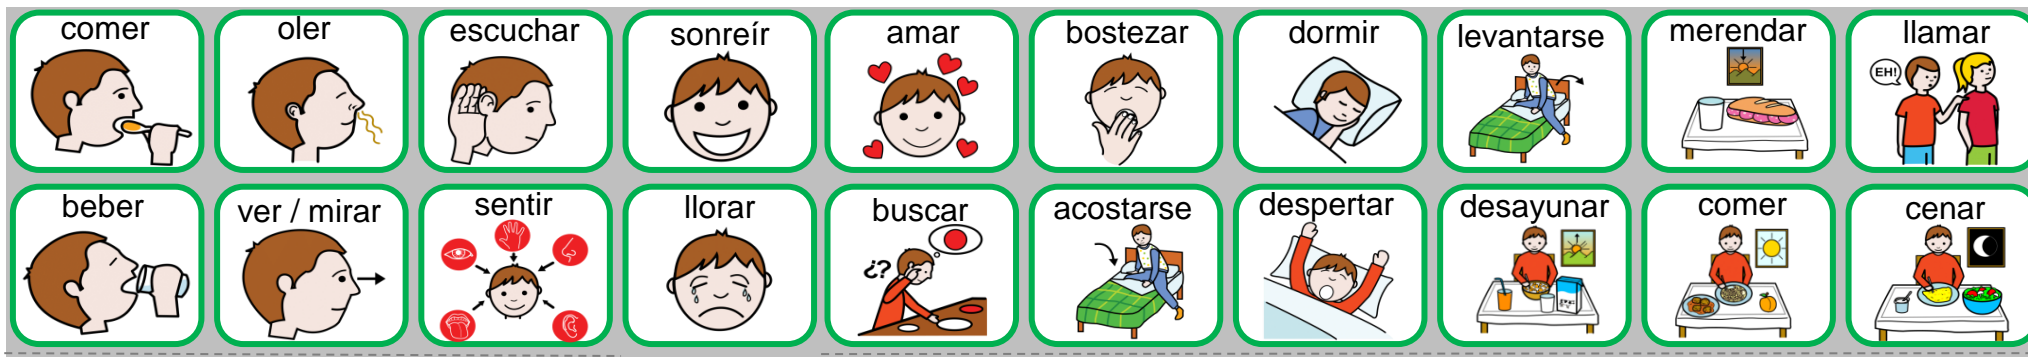 comer oler escuchar sonreír amar bostezar dormir levantarse merendar llamar
EH!
¿?
beber ver / mirar sentir llorar buscar acostarse despertar desayunar comer cenar